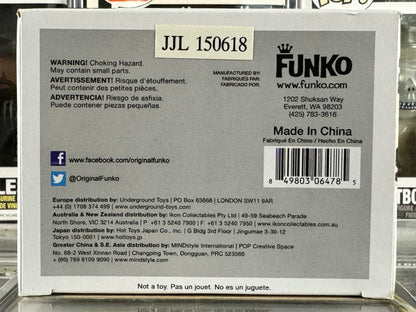 JJL 150618
WARNING! Choking Hazard.
May contain small parts.
AVERTISSEMENT! Risque d'étouffement.
Peut contenir des petites pièces.
ADVERTENCIA! Riesgo de asfixia.
Puede contener piezas pequeñas.
MANUFACTURED BY:
FABRIQUÉS PAR:
FABRICADO POR:
FUNKO
www.funko.com
1202 Shuksan Way
Everett, WA 98203
(425) 783-3616
Made In China
Fabriqué En Chine / Hecho En China
8 49803 06478 5
www.facebook.com/originalfunko
@OriginalFunko
Europe distribution by: Underground Toys | PO BOX 63668 | LONDON SW11 9AR
+44 (0) 1708 374 499 | www.underground-toys.com
Australia & New Zealand distribution by: Ikon Collectables Pty Ltd | 49-59 Seabeach Parade
North Shore, VIC 3214 | P +61 3 5240 7900 | F +61 3 5240 7999 | www.ikoncollectables.com.au
Japan distribution by: Hot Toys Japan Co., Inc. | G Bldg 3rd Floor | Jingumae 3-30-12
Tokyo 150-0001 | www.hottoys.jp
Greater China & S.E. Asia distribution by: MINDStyle International | POP Creative Space
No. 68-2 West Xinnan Road | Changping Town, Dongguan, PRC 523560
+ (86) 769 8109 9090 | www.mindstyle.com
Not a toy. Pas un jouet. No es un juguete.